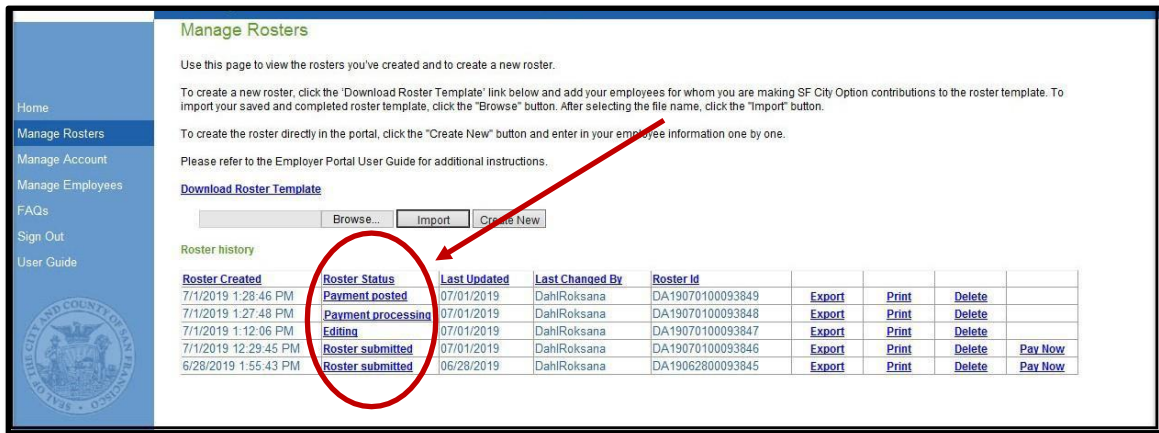 Manage Rosters
Use this page to view the rosters you've created and to create a new roster.
To create a new roster, click the 'Download Roster Template' link below and add your employees for whom you are making SF City Option contributions to the roster template. To
import your saved and completed roster template, click the "Browse" button. After selecting the file name, click the "Import" button.
To create the roster directly in the portal, click the "Create New" button and enter in your employee information one by one.
Please refer to the Employer Portal User Guide for additional instructions.
Download Roster Template
Browse... Import Create New
Home
Manage Rosters
Manage Account
Manage Employees
FAQs
Sign Out
User Guide
SEAL OF THE CITY AND COUNTY OF SAN FRANCISCO
Roster history
Roster Created Roster Status Last Updated Last Changed By Roster Id
7/1/2019 1:28:46 PM Payment posted 07/01/2019 DahlRoksana DA19070100093849 Export Print Delete
7/1/2019 1:27:48 PM Payment processing 07/01/2019 DahlRoksana DA19070100093848 Export Print Delete
7/1/2019 1:12:06 PM Editing 07/01/2019 DahlRoksana DA19070100093847 Export Print Delete
7/1/2019 12:29:45 PM Roster submitted 07/01/2019 DahlRoksana DA19070100093846 Export Print Delete Pay Now
6/28/2019 1:55:43 PM Roster submitted 06/28/2019 DahlRoksana DA19062800093845 Export Print Delete Pay Now